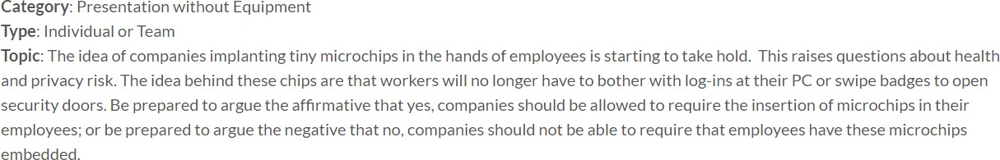 Category: Presentation without Equipment
Type: Individual or Team
Topic: The idea of companies implanting tiny microchips in the hands of employees is starting to take hold.  This raises questions about health
and privacy risk. The idea behind these chips are that workers will no longer have to bother with log-ins at their PC or swipe badges to open
security doors. Be prepared to argue the affirmative that yes, companies should be allowed to require the insertion of microchips in their
employees; or be prepared to argue the negative that no, companies should not be able to require that employees have these microchips
embedded.